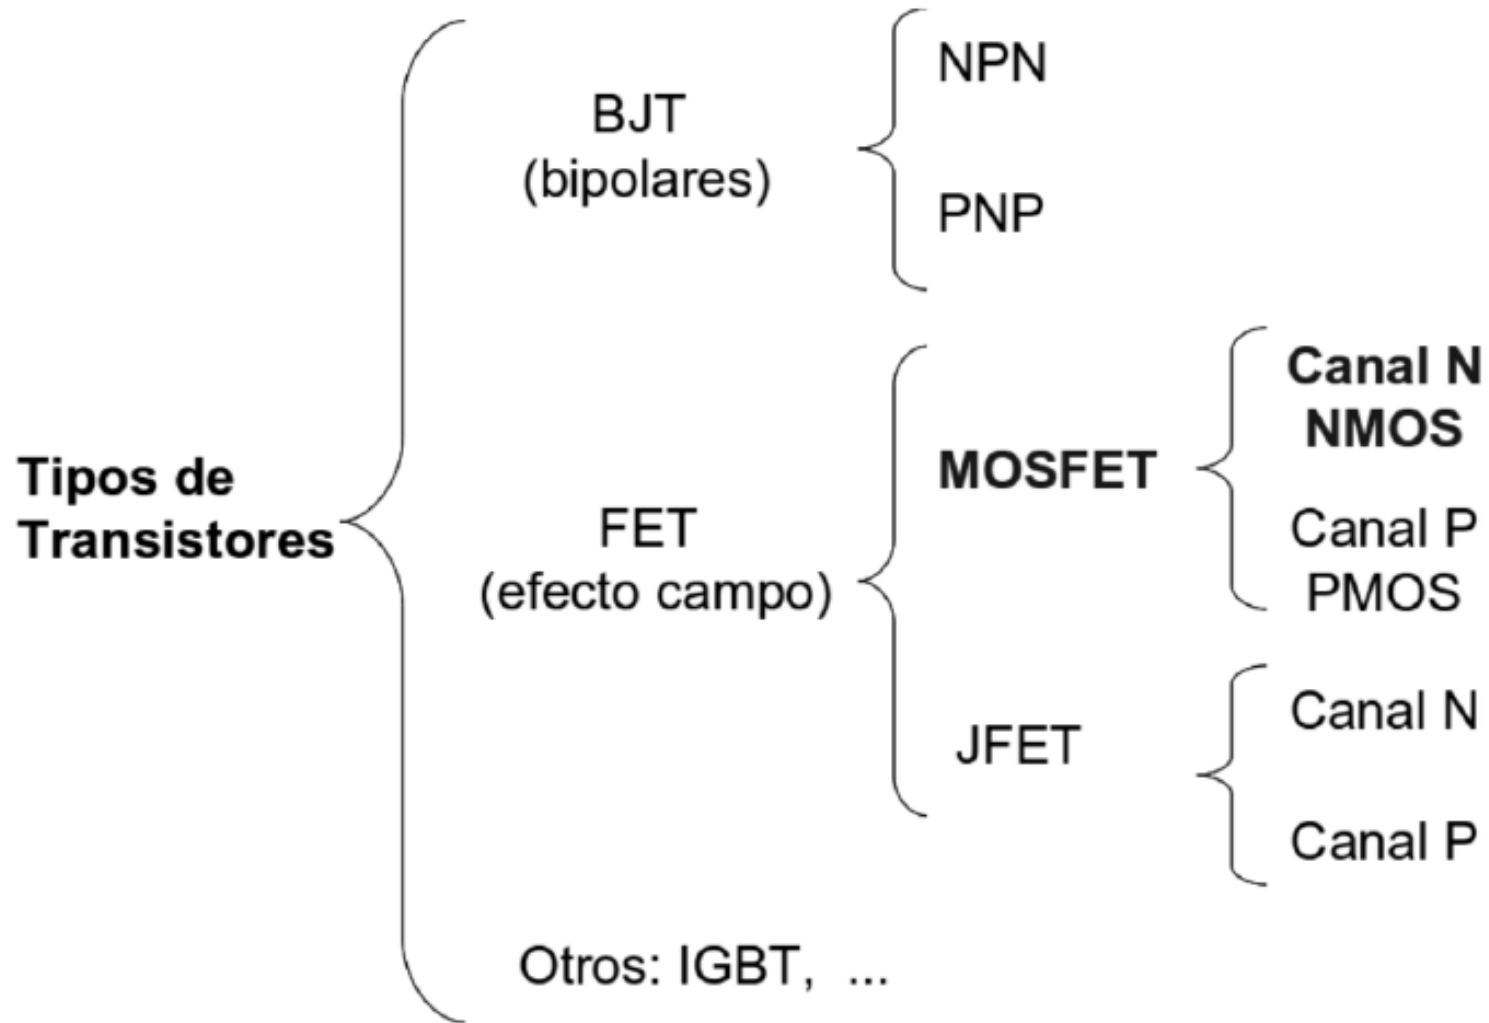 Tipos de
Transistores
BJT
(bipolares)
NPN
PNP
FET
(efecto campo)
MOSFET
Canal N
NMOS
Canal P
PMOS
JFET
Canal N
Canal P
Otros: IGBT, ...